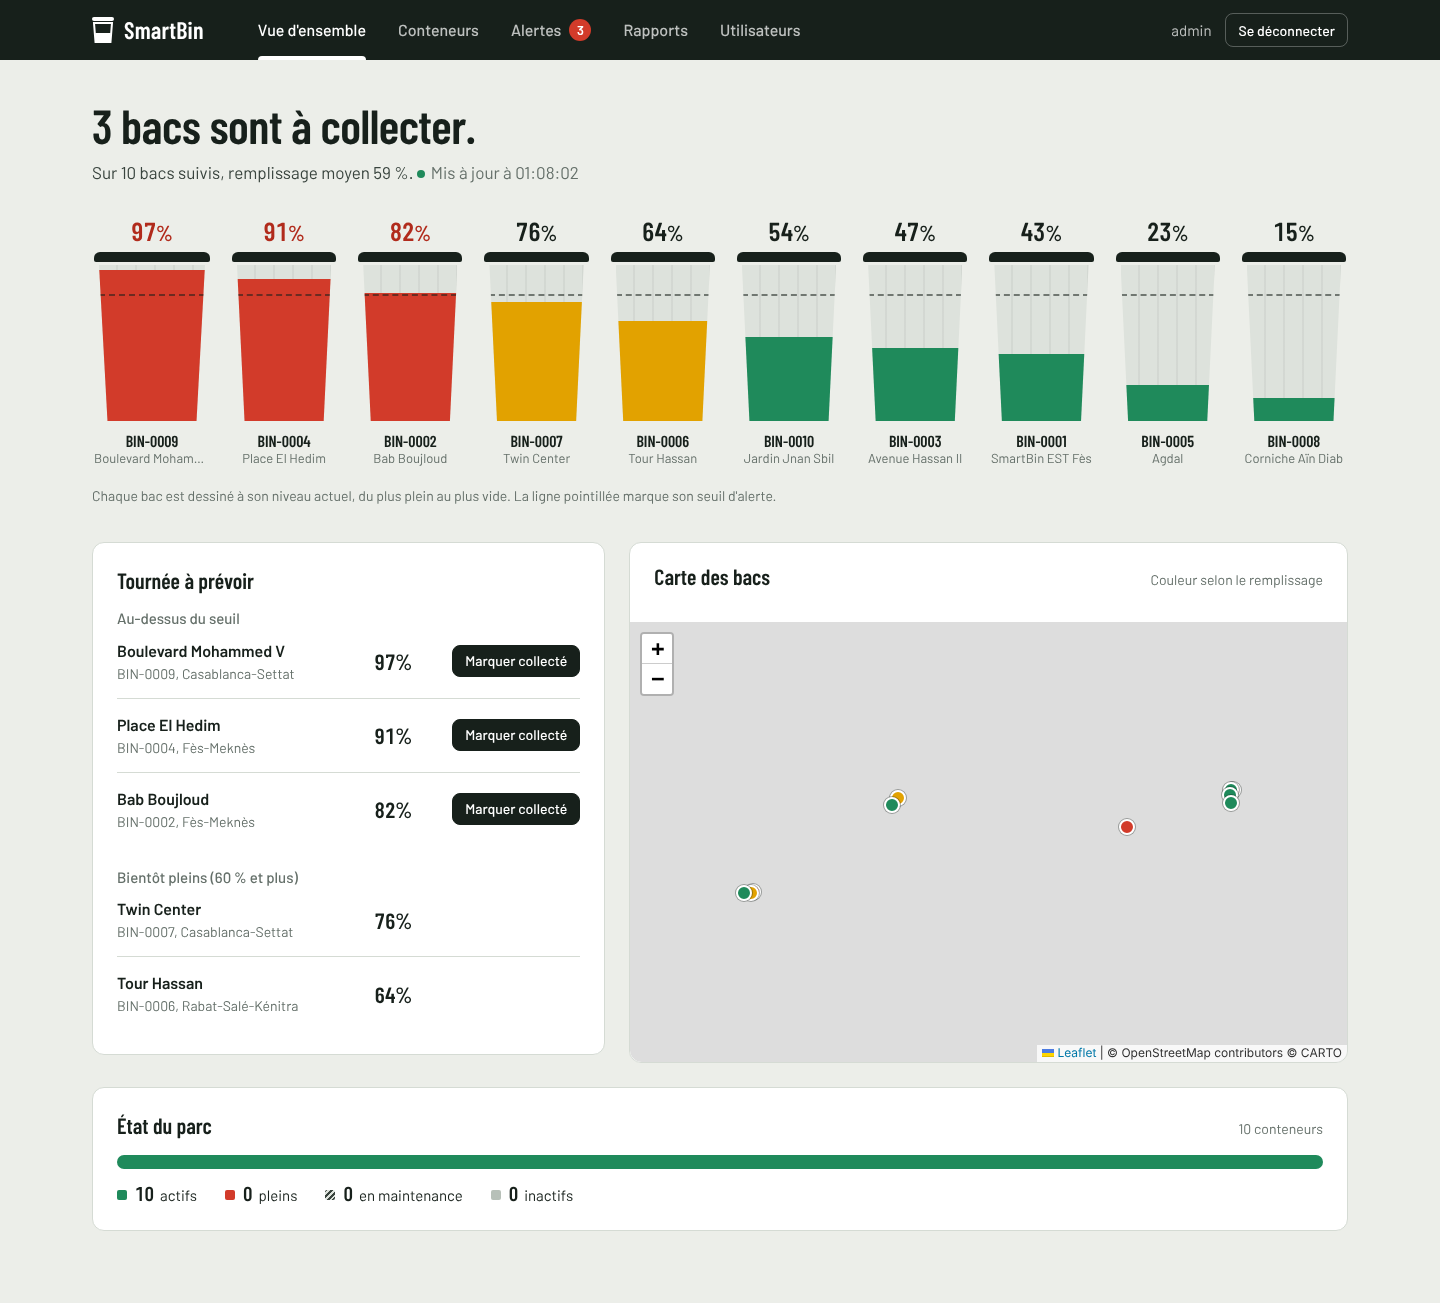 SmartBin
Vue d'ensemble
Conteneurs
Alertes 3
Rapports
Utilisateurs
admin
Se déconnecter
3 bacs sont à collecter.
Sur 10 bacs suivis, remplissage moyen 59 %. Mis à jour à 01:08:02
97% 91% 82% 76% 64% 54% 47% 43% 23% 15%
BIN-0009 BIN-0004 BIN-0002 BIN-0007 BIN-0006 BIN-0010 BIN-0003 BIN-0001 BIN-0005 BIN-0008
Boulevard Moham... Place El Hedim Bab Boujloud Twin Center Tour Hassan Jardin Jnan Sbil Avenue Hassan II SmartBin EST Fès Agdal Corniche Aïn Diab
Chaque bac est dessiné à son niveau actuel, du plus plein au plus vide. La ligne pointillée marque son seuil d'alerte.
Tournée à prévoir
Au-dessus du seuil
Boulevard Mohammed V
BIN-0009, Casablanca-Settat
97%
Marquer collecté
Place El Hedim
BIN-0004, Fès-Meknès
91%
Marquer collecté
Bab Boujloud
BIN-0002, Fès-Meknès
82%
Marquer collecté
Bientôt pleins (60 % et plus)
Twin Center
BIN-0007, Casablanca-Settat
76%
Tour Hassan
BIN-0006, Rabat-Salé-Kénitra
64%
Carte des bacs
Couleur selon le remplissage
+
−
Leaflet | © OpenStreetMap contributors © CARTO
État du parc
10 conteneurs
10 actifs
0 pleins
0 en maintenance
0 inactifs